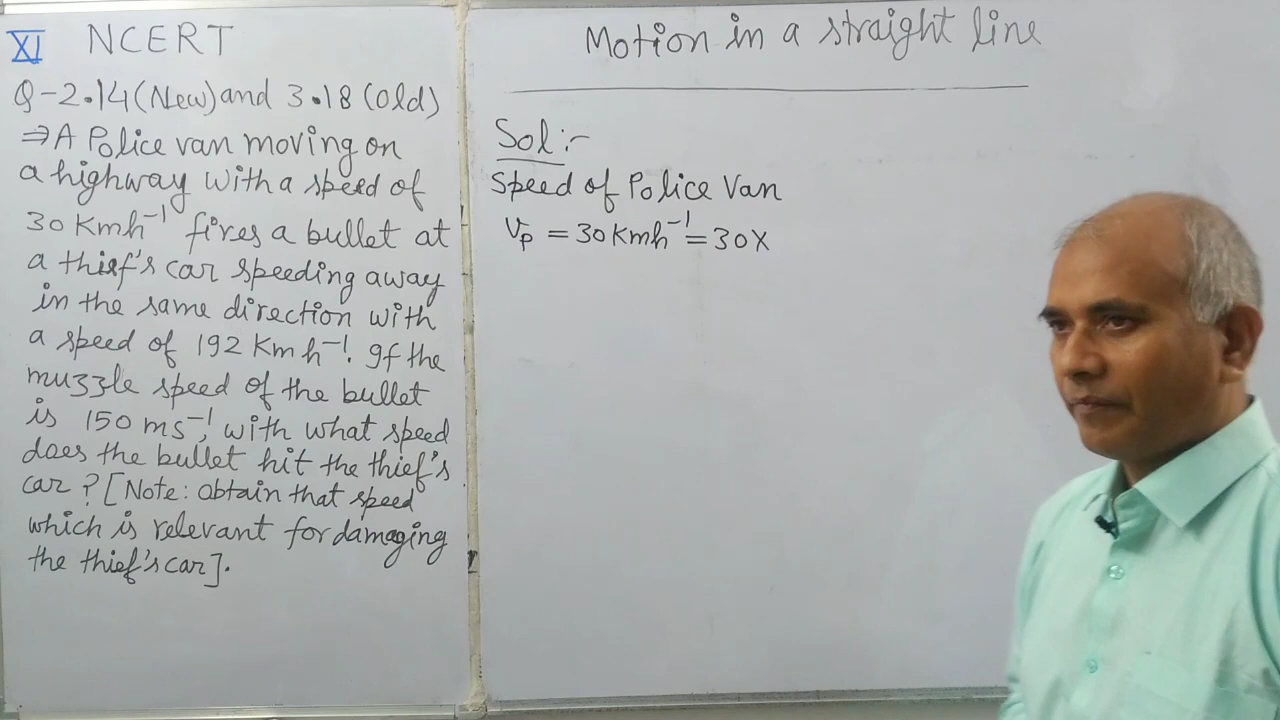 XI NCERT
Q-2.14 (New) and 3.18 (Old)
⇒ A Police van moving on
a highway with a speed of
30 Kmh⁻¹ fires a bullet at
a thief's car speeding away
in the same direction with
a speed of 192 Kmh⁻¹. If the
muzzle speed of the bullet
is 150 ms⁻¹, with what speed
does the bullet hit the thief's
car? [Note: obtain that speed
which is relevant for damaging
the thief's car].
Motion in a straight line
Sol:-
Speed of Police Van
Vp = 30 Kmh⁻¹ = 30×